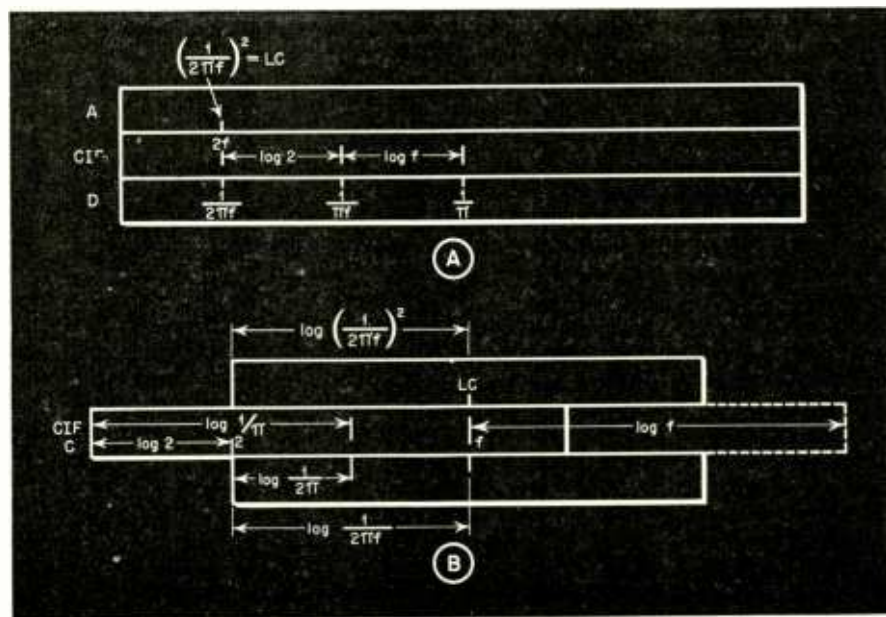 (1/2πf)² = LC
A
2f
CIF
log 2
log f
D
1/2πf
1/πf
1/π
A
log (1/2πf)²
LC
log 1/π
CIF
log f
C
log 2
2
f
log 1/2π
log 1/2πf
B